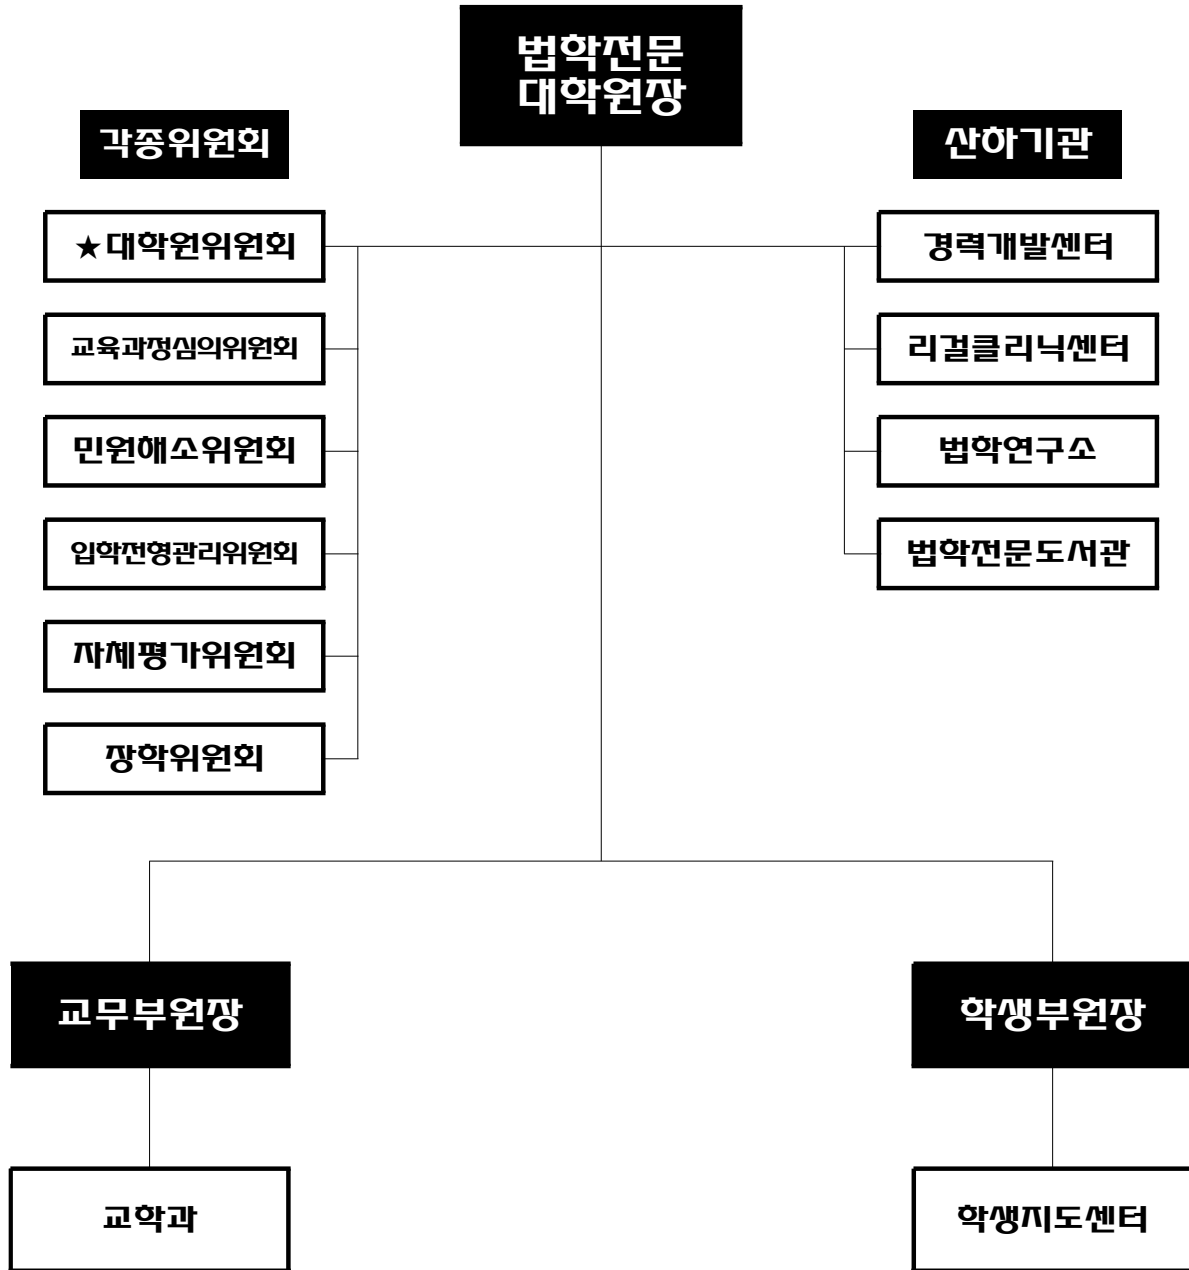 법학전문
대학원장
각종위원회
★대학원위원회
교육과정심의위원회
민원해소위원회
입학전형관리위원회
자체평가위원회
장학위원회
산하기관
경력개발센터
리걸클리닉센터
법학연구소
법학전문도서관
교무부원장
교학과
학생부원장
학생지도센터